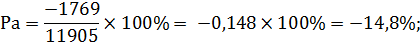 Pa = −1769/11905 × 100% = −0,148 × 100% = −14,8%;